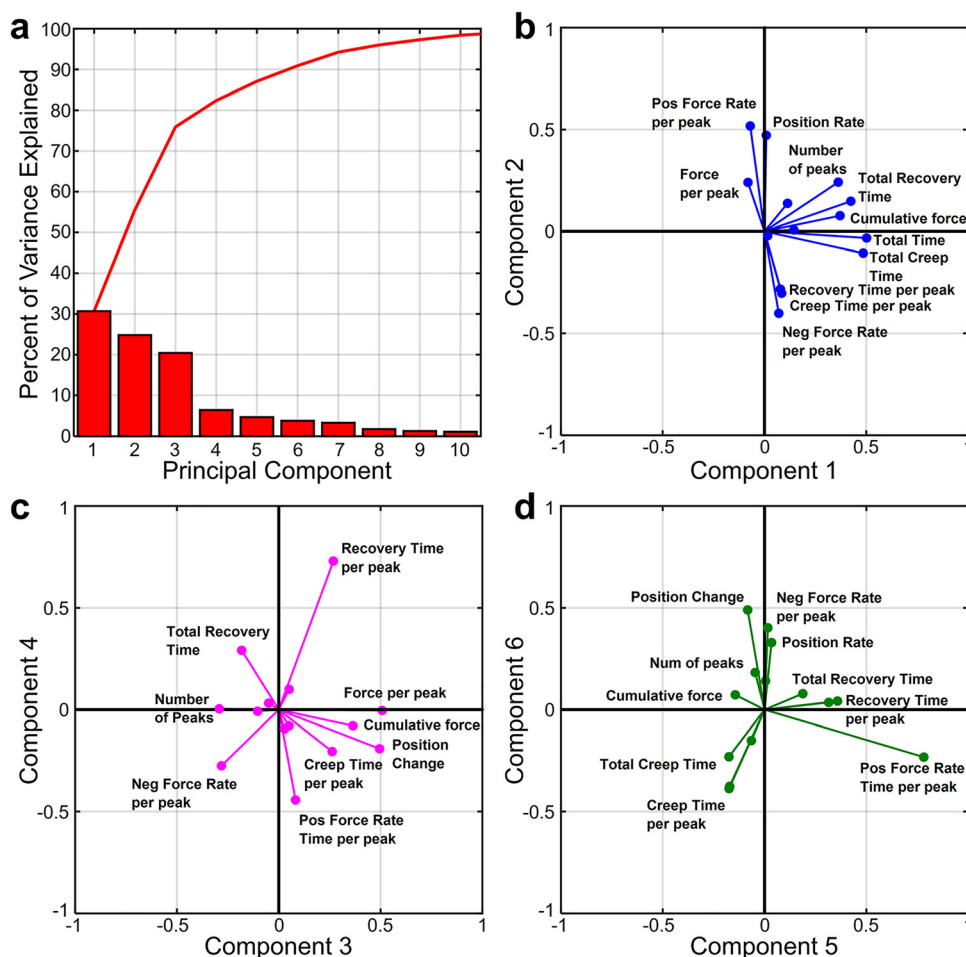 a
Percent of Variance Explained
100
90
80
70
60
50
40
30
20
10
0
1 2 3 4 5 6 7 8 9 10
Principal Component
b
Component 2
1
0.5
0
-0.5
-1
Pos Force Rate
per peak
Position Rate
Number
of peaks
Force
per peak
Total Recovery
Time
Cumulative force
Total Time
Total Creep
Time
Recovery Time per peak
Creep Time per peak
Neg Force Rate
per peak
-1 -0.5 0 0.5 1
Component 1
c
Component 4
1
0.5
0
-0.5
-1
Recovery Time
per peak
Total Recovery
Time
Number
of Peaks
Force per peak
Cumulative force
Position
Change
Creep Time
per peak
Neg Force Rate
per peak
Pos Force Rate
Time per peak
-1 -0.5 0 0.5 1
Component 3
d
Component 6
1
0.5
0
-0.5
-1
Position Change
Neg Force Rate
per peak
Position Rate
Num of peaks
Total Recovery Time
Cumulative force
Recovery Time
per peak
Total Creep Time
Pos Force Rate
Time per peak
Creep Time
per peak
-1 -0.5 0 0.5 1
Component 5